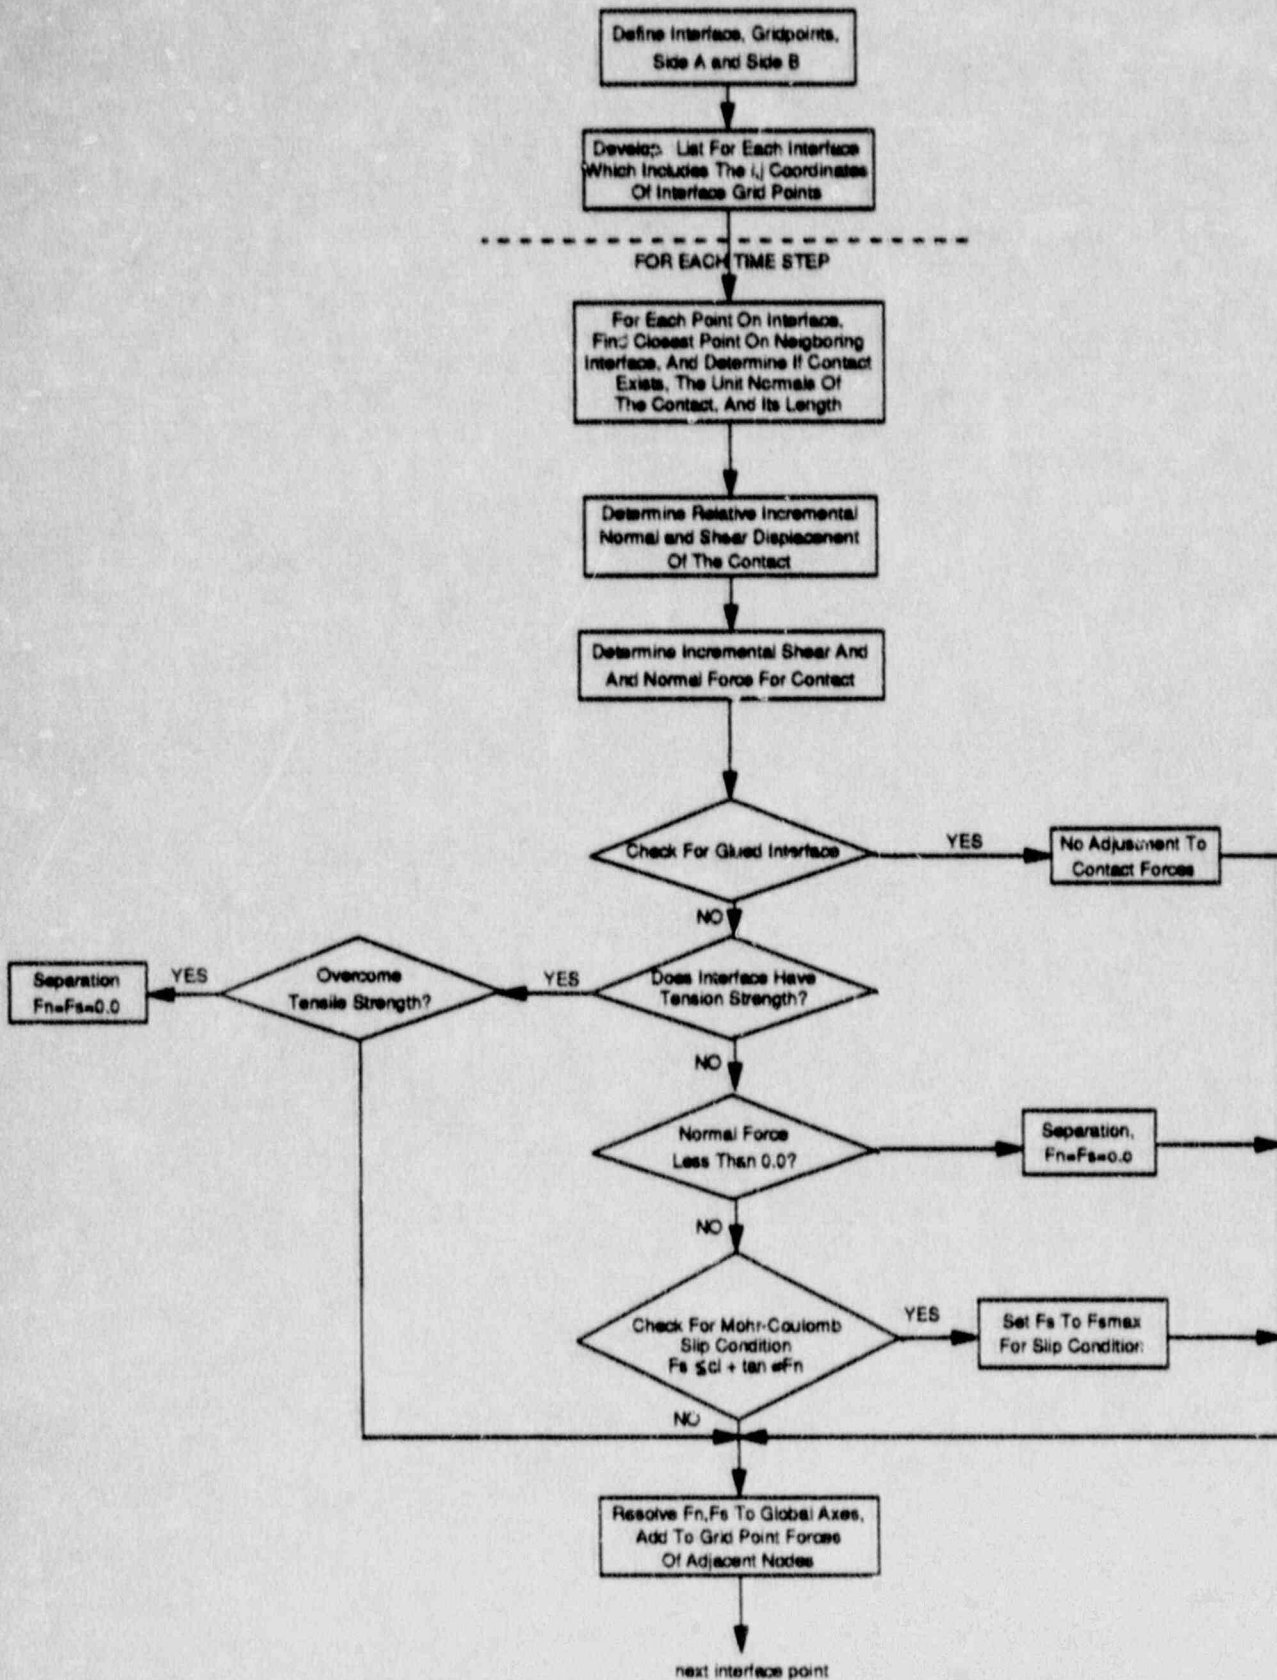 Define Interface, Gridpoints,
Side A and Side B
Develop List For Each Interface
Which Includes The i,j Coordinates
Of Interface Grid Points
FOR EACH TIME STEP
For Each Point On Interface,
Find Closest Point On Neigboring
Interface, And Determine If Contact
Exists, The Unit Normals Of
The Contact, And Its Length
Determine Relative Incremental
Normal and Shear Displacement
Of The Contact
Determine Incremental Shear And
And Normal Force For Contact
Check For Glued Interface
YES
No Adjustment To
Contact Forces
NO
Does Interface Have
Tension Strength?
YES
Overcome
Tensile Strength?
YES
Separation
Fn=Fs=0.0
NO
Normal Force
Less Than 0.0?
Separation,
Fn=Fs=0.0
NO
Check For Mohr-Coulomb
Slip Condition
Fs ≤cl + tan Fn
YES
Set Fs To Fsmax
For Slip Condition
NO
Resolve Fn,Fs To Global Axes,
Add To Grid Point Forces
Of Adjacent Nodes
next interface point